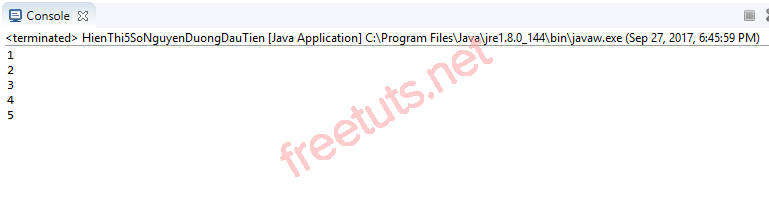 Console
<terminated> HienThi5SoNguyenDuongDauTien [Java Application] C:\Program Files\Java\jre1.8.0_144\bin\javaw.exe (Sep 27, 2017, 6:45:59 PM)
1
2
3
4
5
freetuts.net